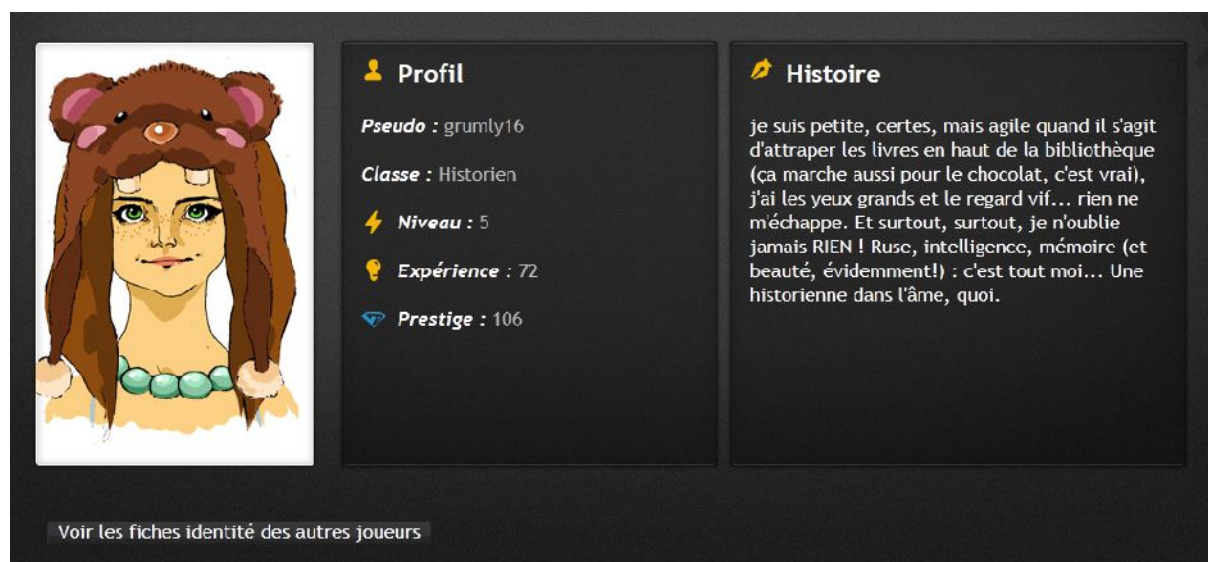 Profil
Pseudo : grumly16
Classe : Historien
Niveau : 5
Expérience : 72
Prestige : 106
Histoire
je suis petite, certes, mais agile quand il s'agit
d'attraper les livres en haut de la bibliothèque
(ça marche aussi pour le chocolat, c'est vrai),
j'ai les yeux grands et le regard vif... rien ne
m'échappe. Et surtout, surtout, je n'oublie
jamais RIEN ! Ruse, intelligence, mémoire (et
beauté, évidemment!) : c'est tout moi... Une
historienne dans l'âme, quoi.
Voir les fiches identité des autres joueurs